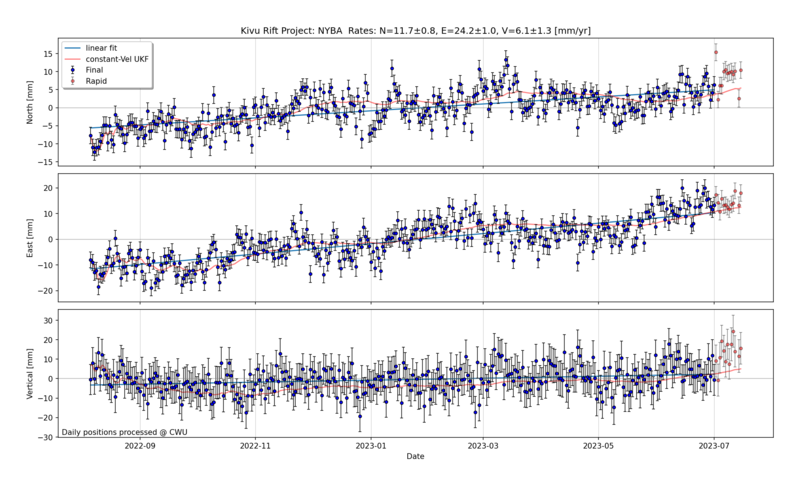 Kivu Rift Project: NYBA  Rates: N=11.7±0.8, E=24.2±1.0, V=6.1±1.3 [mm/yr]
linear fit
constant-Vel UKF
Final
Rapid
North [mm]
15
10
5
0
−5
−10
−15
East [mm]
20
10
0
−10
−20
Vertical [mm]
30
20
10
0
−10
−20
−30
Daily positions processed @ CWU
2022-09 2022-11 2023-01 2023-03 2023-05 2023-07
Date